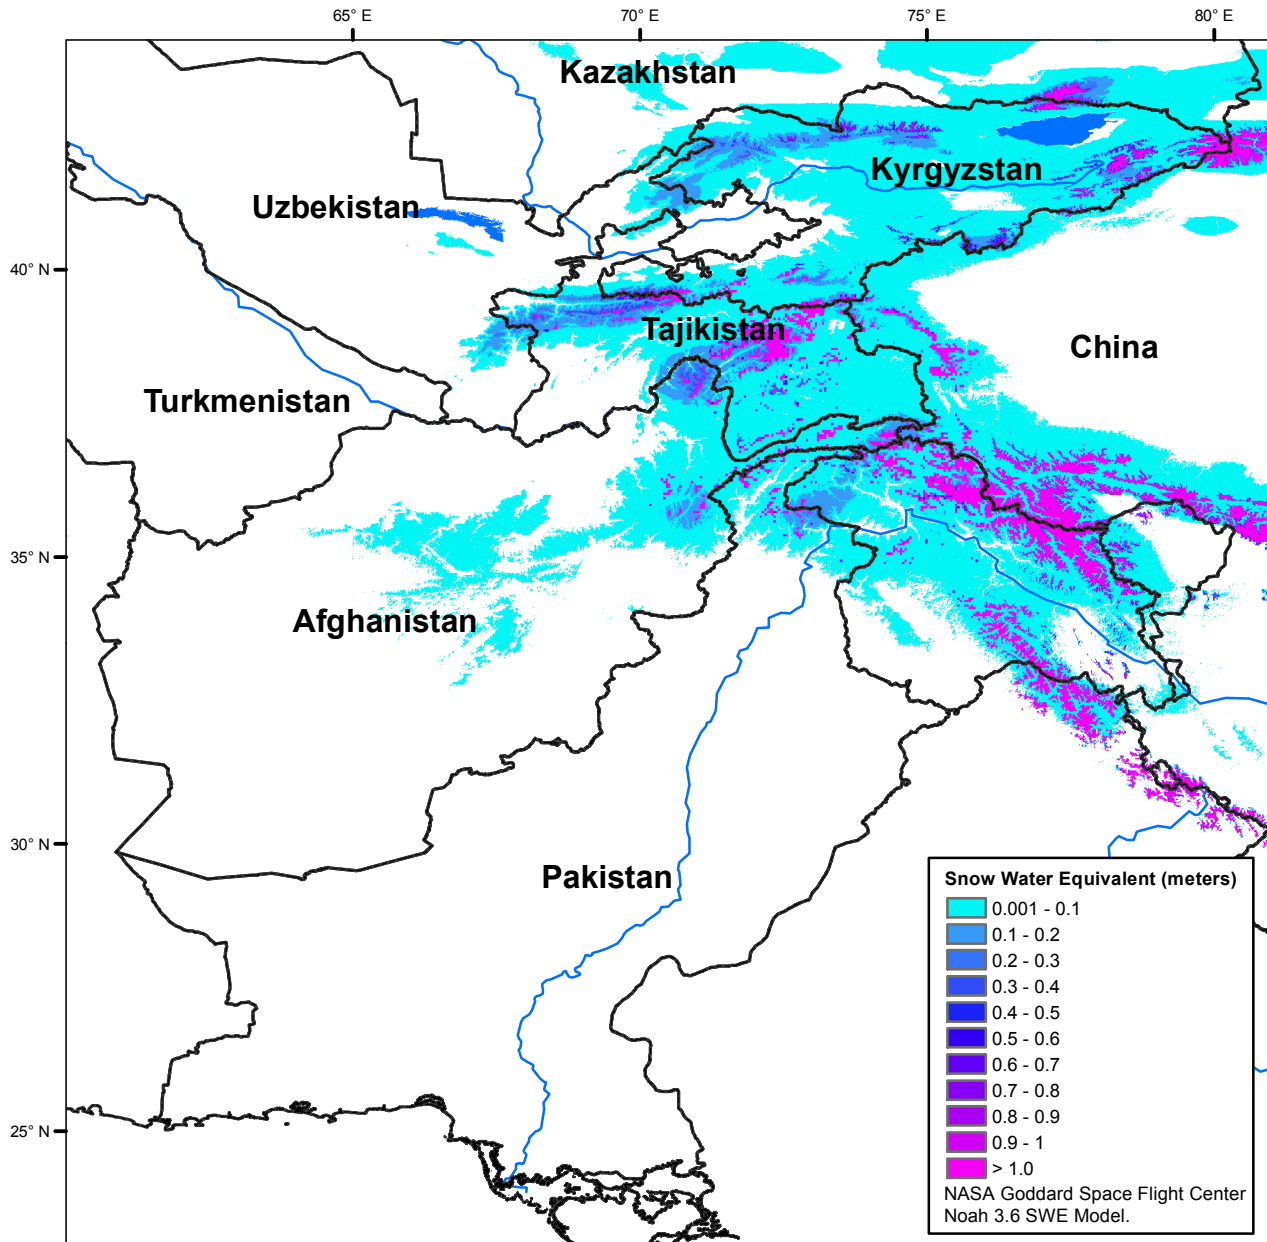 65° E
70° E
75° E
80° E
Kazakhstan
Kyrgyzstan
Uzbekistan
40° N
Tajikistan
China
Turkmenistan
35° N
Afghanistan
30° N
Pakistan
Snow Water Equivalent (meters)
0.001 - 0.1
0.1 - 0.2
0.2 - 0.3
0.3 - 0.4
0.4 - 0.5
0.5 - 0.6
0.6 - 0.7
0.7 - 0.8
0.8 - 0.9
0.9 - 1
> 1.0
25° N
NASA Goddard Space Flight Center
Noah 3.6 SWE Model.